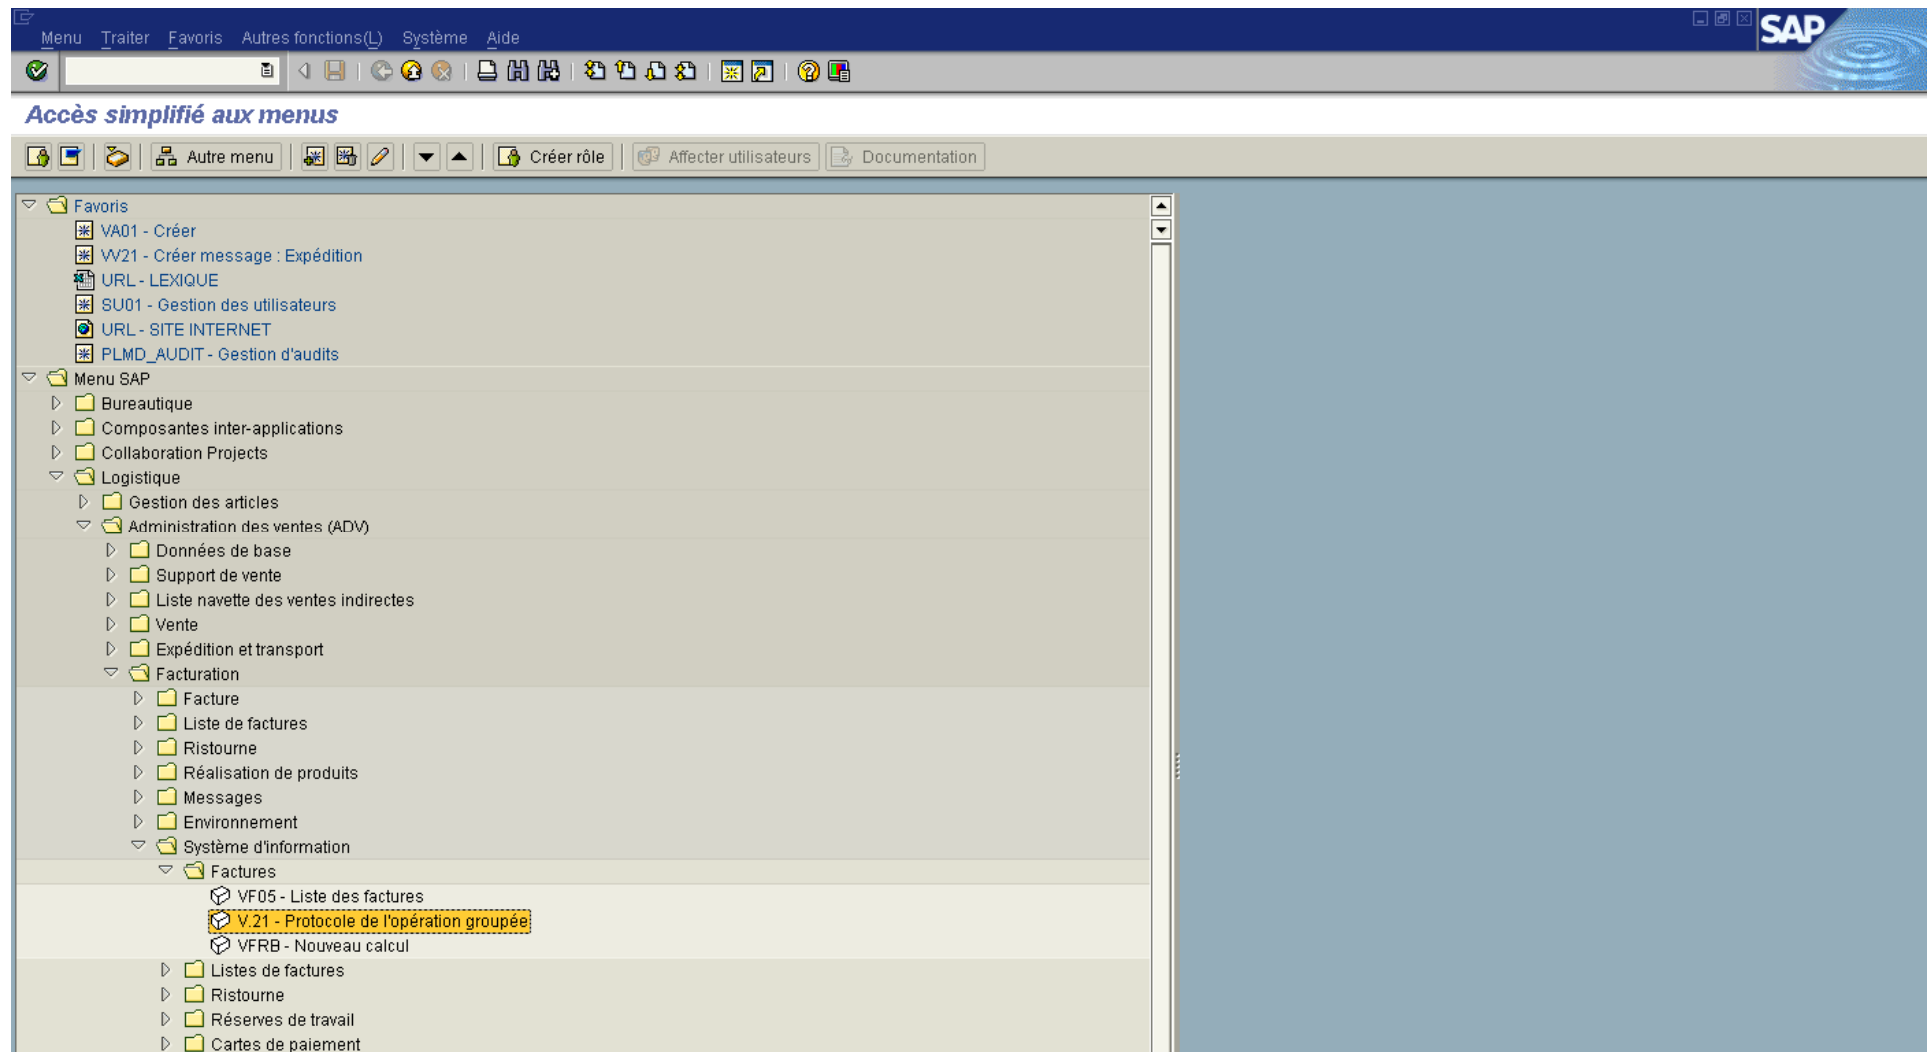 Menu Traiter Favoris Autres fonctions(L) Système Aide
SAP
Accès simplifié aux menus
Autre menu Créer rôle Affecter utilisateurs Documentation
Favoris
VA01 - Créer
VV21 - Créer message : Expédition
URL - LEXIQUE
SU01 - Gestion des utilisateurs
URL - SITE INTERNET
PLMD_AUDIT - Gestion d'audits
Menu SAP
Bureautique
Composantes inter-applications
Collaboration Projects
Logistique
Gestion des articles
Administration des ventes (ADV)
Données de base
Support de vente
Liste navette des ventes indirectes
Vente
Expédition et transport
Facturation
Facture
Liste de factures
Ristourne
Réalisation de produits
Messages
Environnement
Système d'information
Factures
VF05 - Liste des factures
V.21 - Protocole de l'opération groupée
VFRB - Nouveau calcul
Listes de factures
Ristourne
Réserves de travail
Cartes de paiement